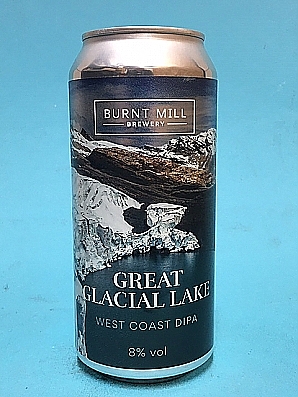 BURNT MILL
BREWERY
GREAT
GLACIAL LAKE
WEST COAST DIPA
8% vol